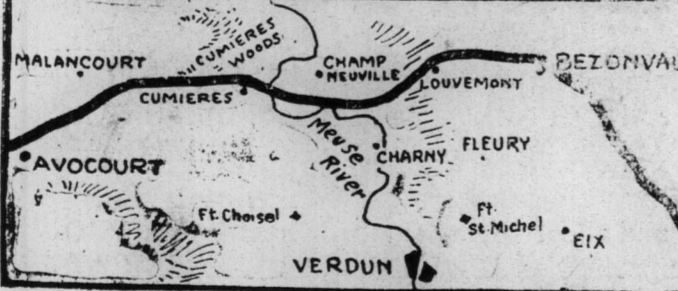 CUMIERES
WOODS
MALANCOURT
CHAMP
NEUVILLE
BEZONVAU
LOUVEMONT
CUMIERES
Meuse
River
AVOCOURT
CHARNY
FLEURY
Ft. Choisel
Ft.
St. Michel
EIX
VERDUN